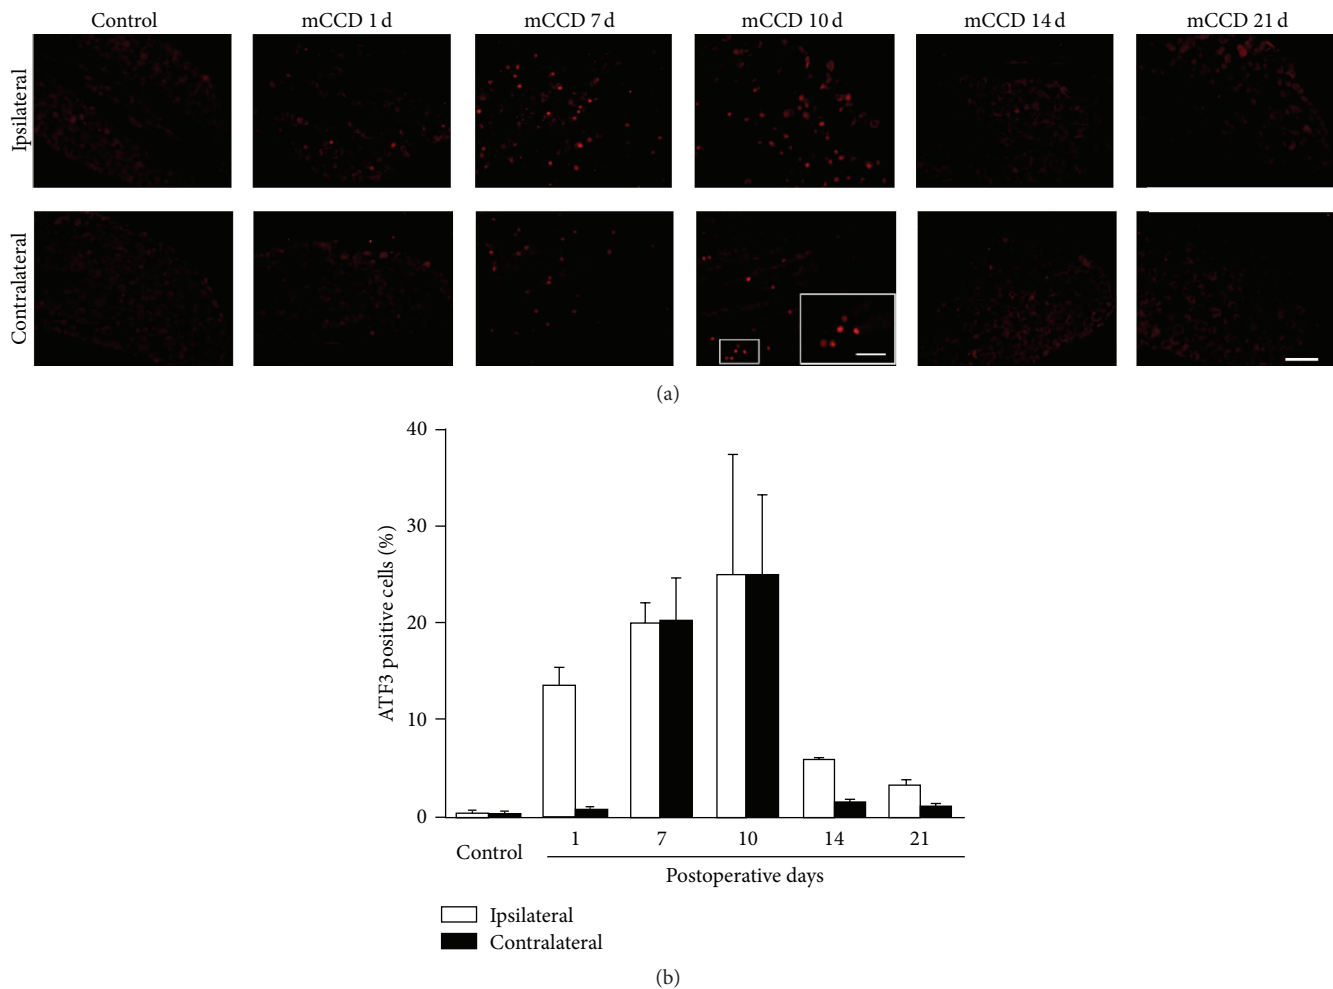 Control mCCD 1 d mCCD 7 d mCCD 10 d mCCD 14 d mCCD 21 d
Ipsilateral
Contralateral
(a)
40
30
20
10
0
ATF3 positive cells (%)
Control 1 7 10 14 21
Postoperative days
Ipsilateral
Contralateral
(b)